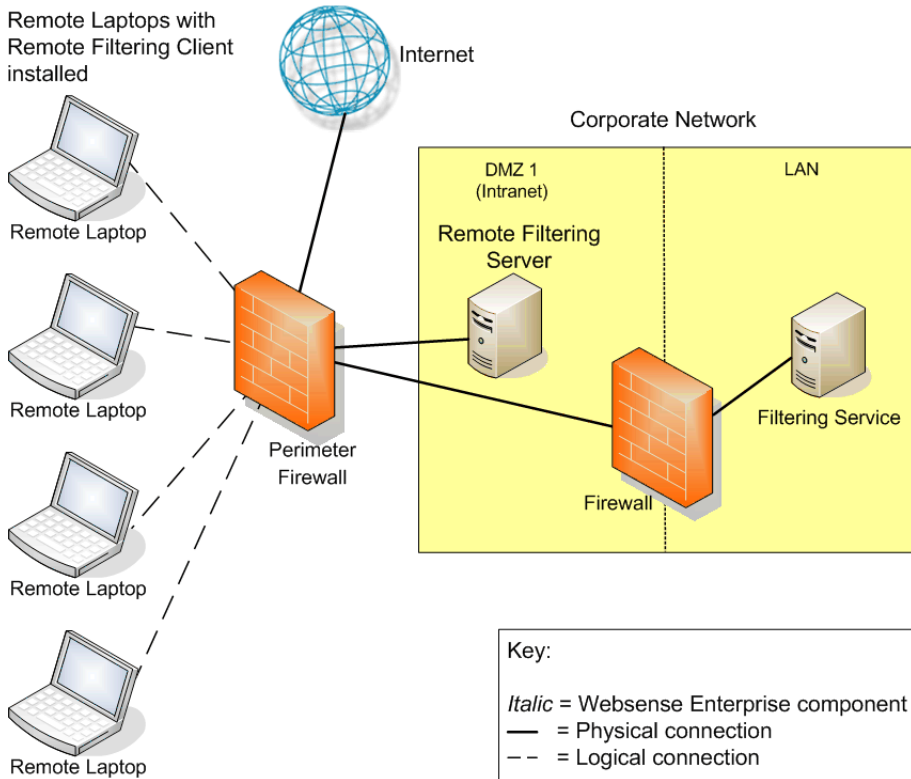 Remote Laptops with
Remote Filtering Client
installed
Internet
Corporate Network
DMZ 1
(Intranet)
LAN
Remote Laptop
Remote Filtering
Server
Remote Laptop
Perimeter
Firewall
Filtering Service
Firewall
Remote Laptop
Remote Laptop
Key:
Italic = Websense Enterprise component
= Physical connection
= Logical connection